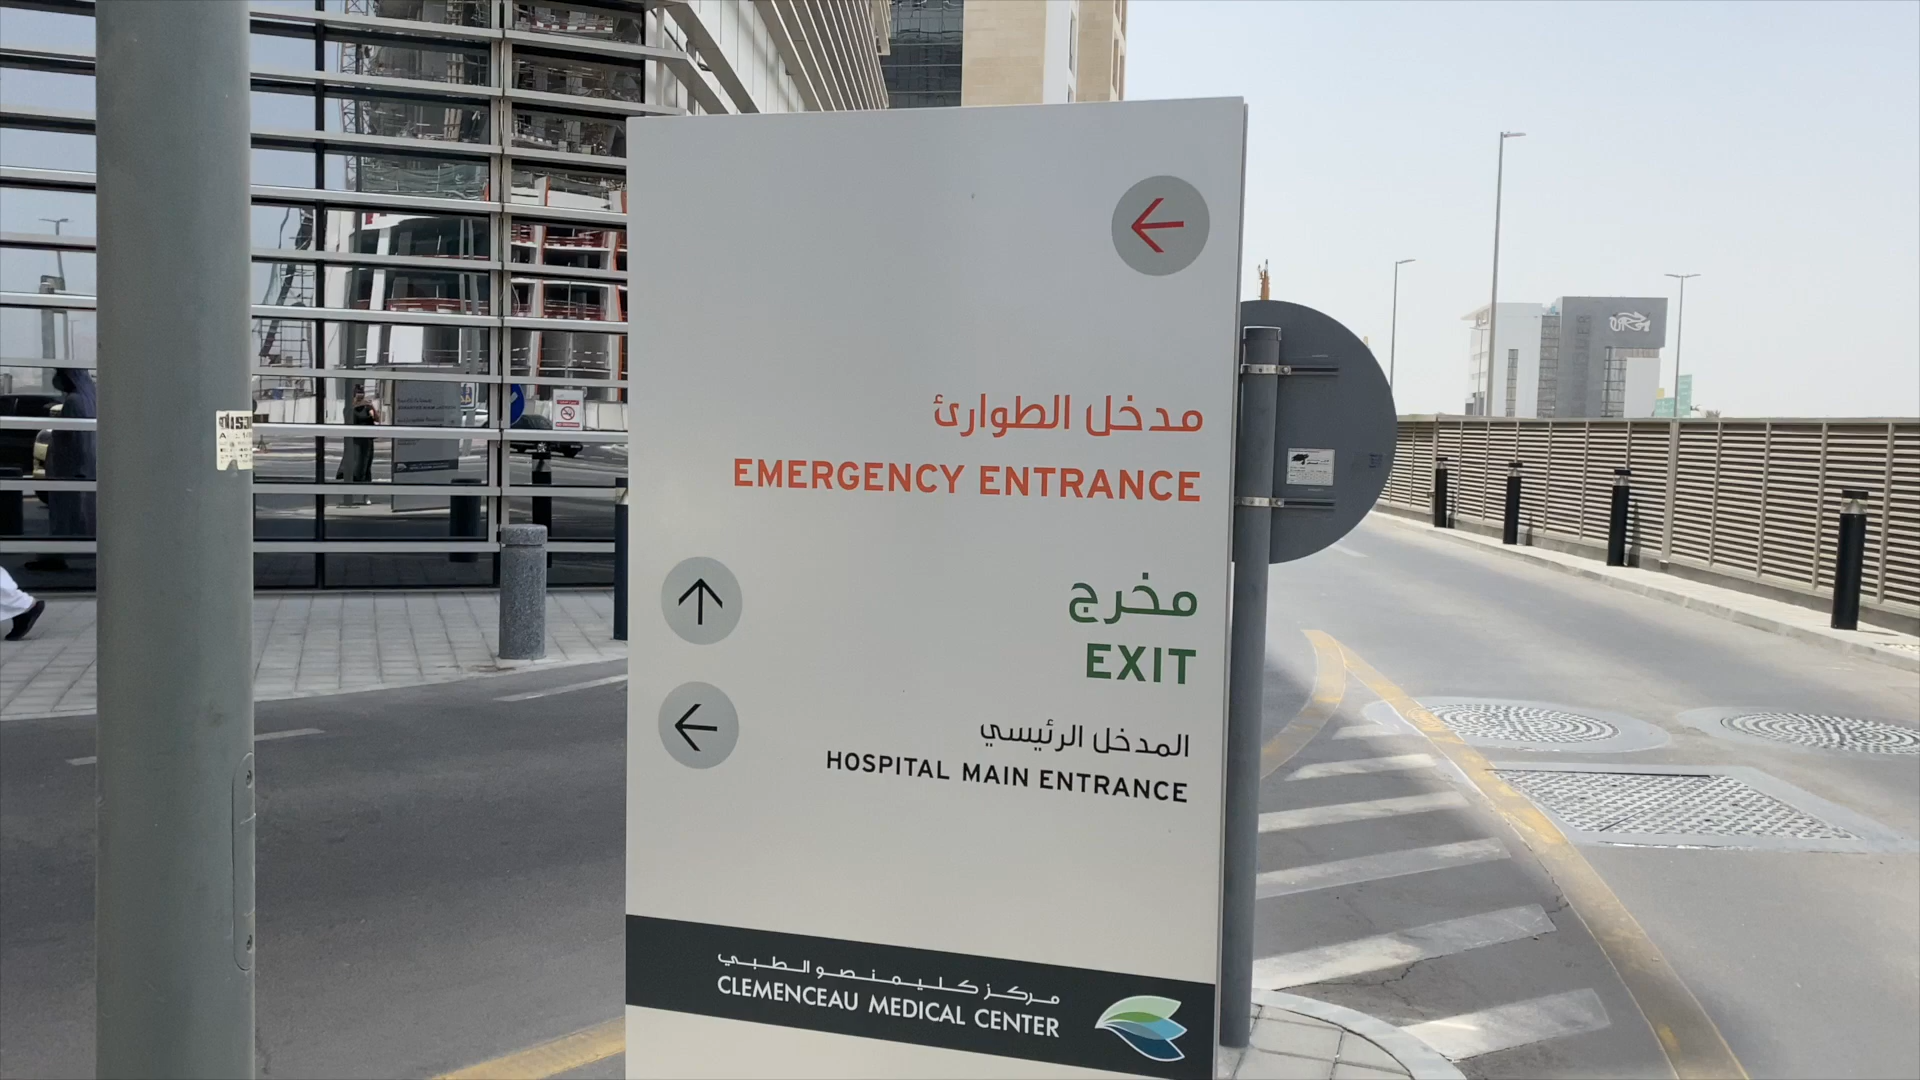 مدخل الطوارئ
EMERGENCY ENTRANCE
مخرج
EXIT
المدخل الرئيسي
HOSPITAL MAIN ENTRANCE
مركز كليمنصو الطبي
CLEMENCEAU MEDICAL CENTER